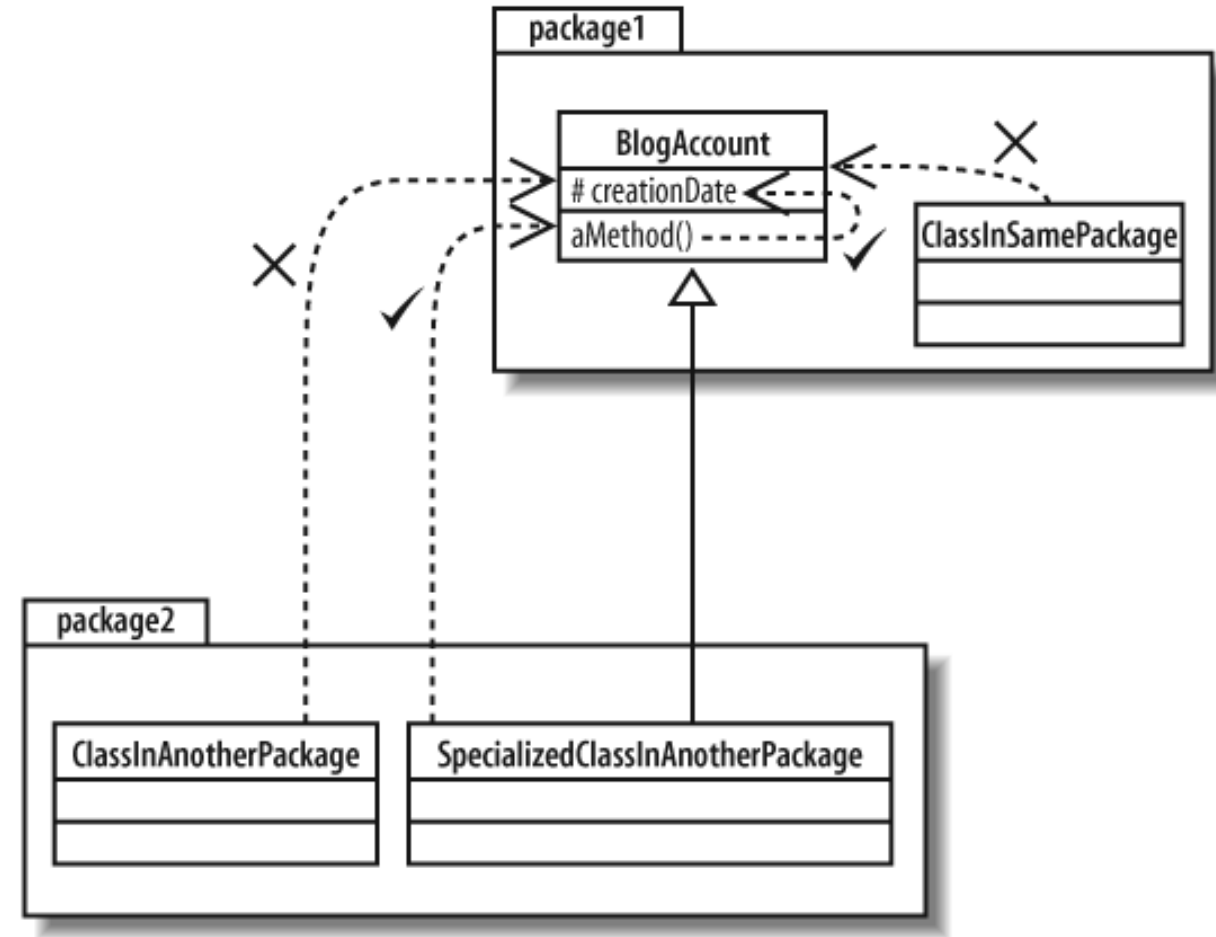 package1
BlogAccount
# creationDate
aMethod()
ClassInSamePackage
package2
ClassInAnotherPackage
SpecializedClassInAnotherPackage